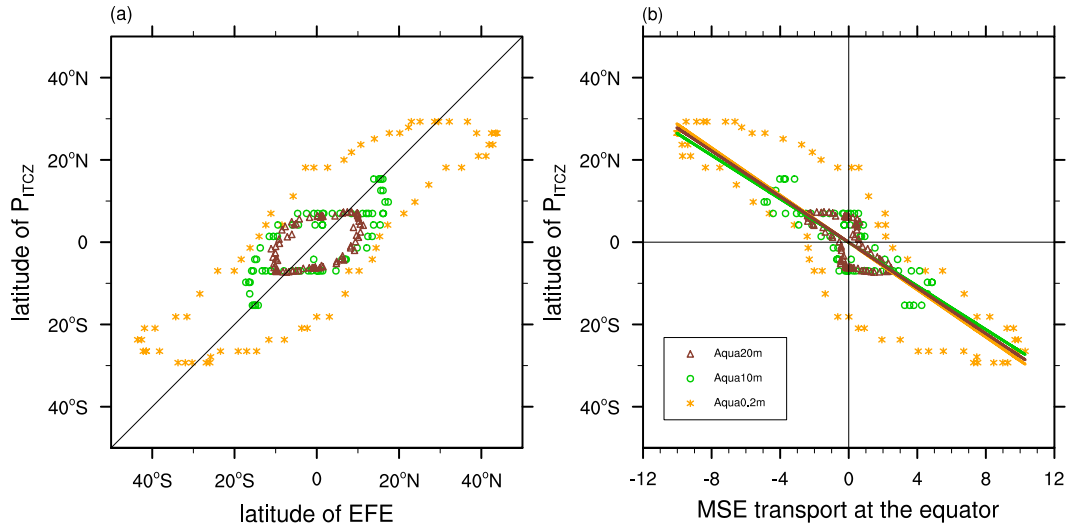 (a)
(b)
latitude of P_ITCZ
40°N
20°N
0
20°S
40°S
40°S 20°S 0 20°N 40°N
latitude of EFE
latitude of P_ITCZ
40°N
20°N
0
20°S
40°S
Aqua20m
Aqua10m
Aqua0.2m
-12 -8 -4 0 4 8 12
MSE transport at the equator